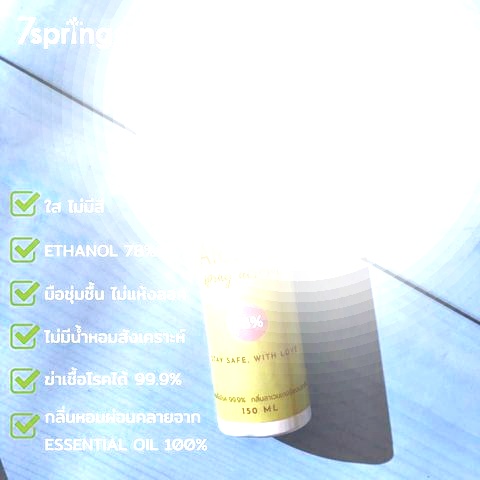 7spring
ใส ไม่มีสี
ETHANOL
มือชุ่มชื้น ไม่แห้ง
ไม่มีน้ำหอมสังเคราะห์
ฆ่าเชื้อโรคได้ 99.9%
กลิ่นหอมผ่อนคลายจาก
ESSENTIAL OIL 100%
STAY SAFE, WITH LOVE
150 ML